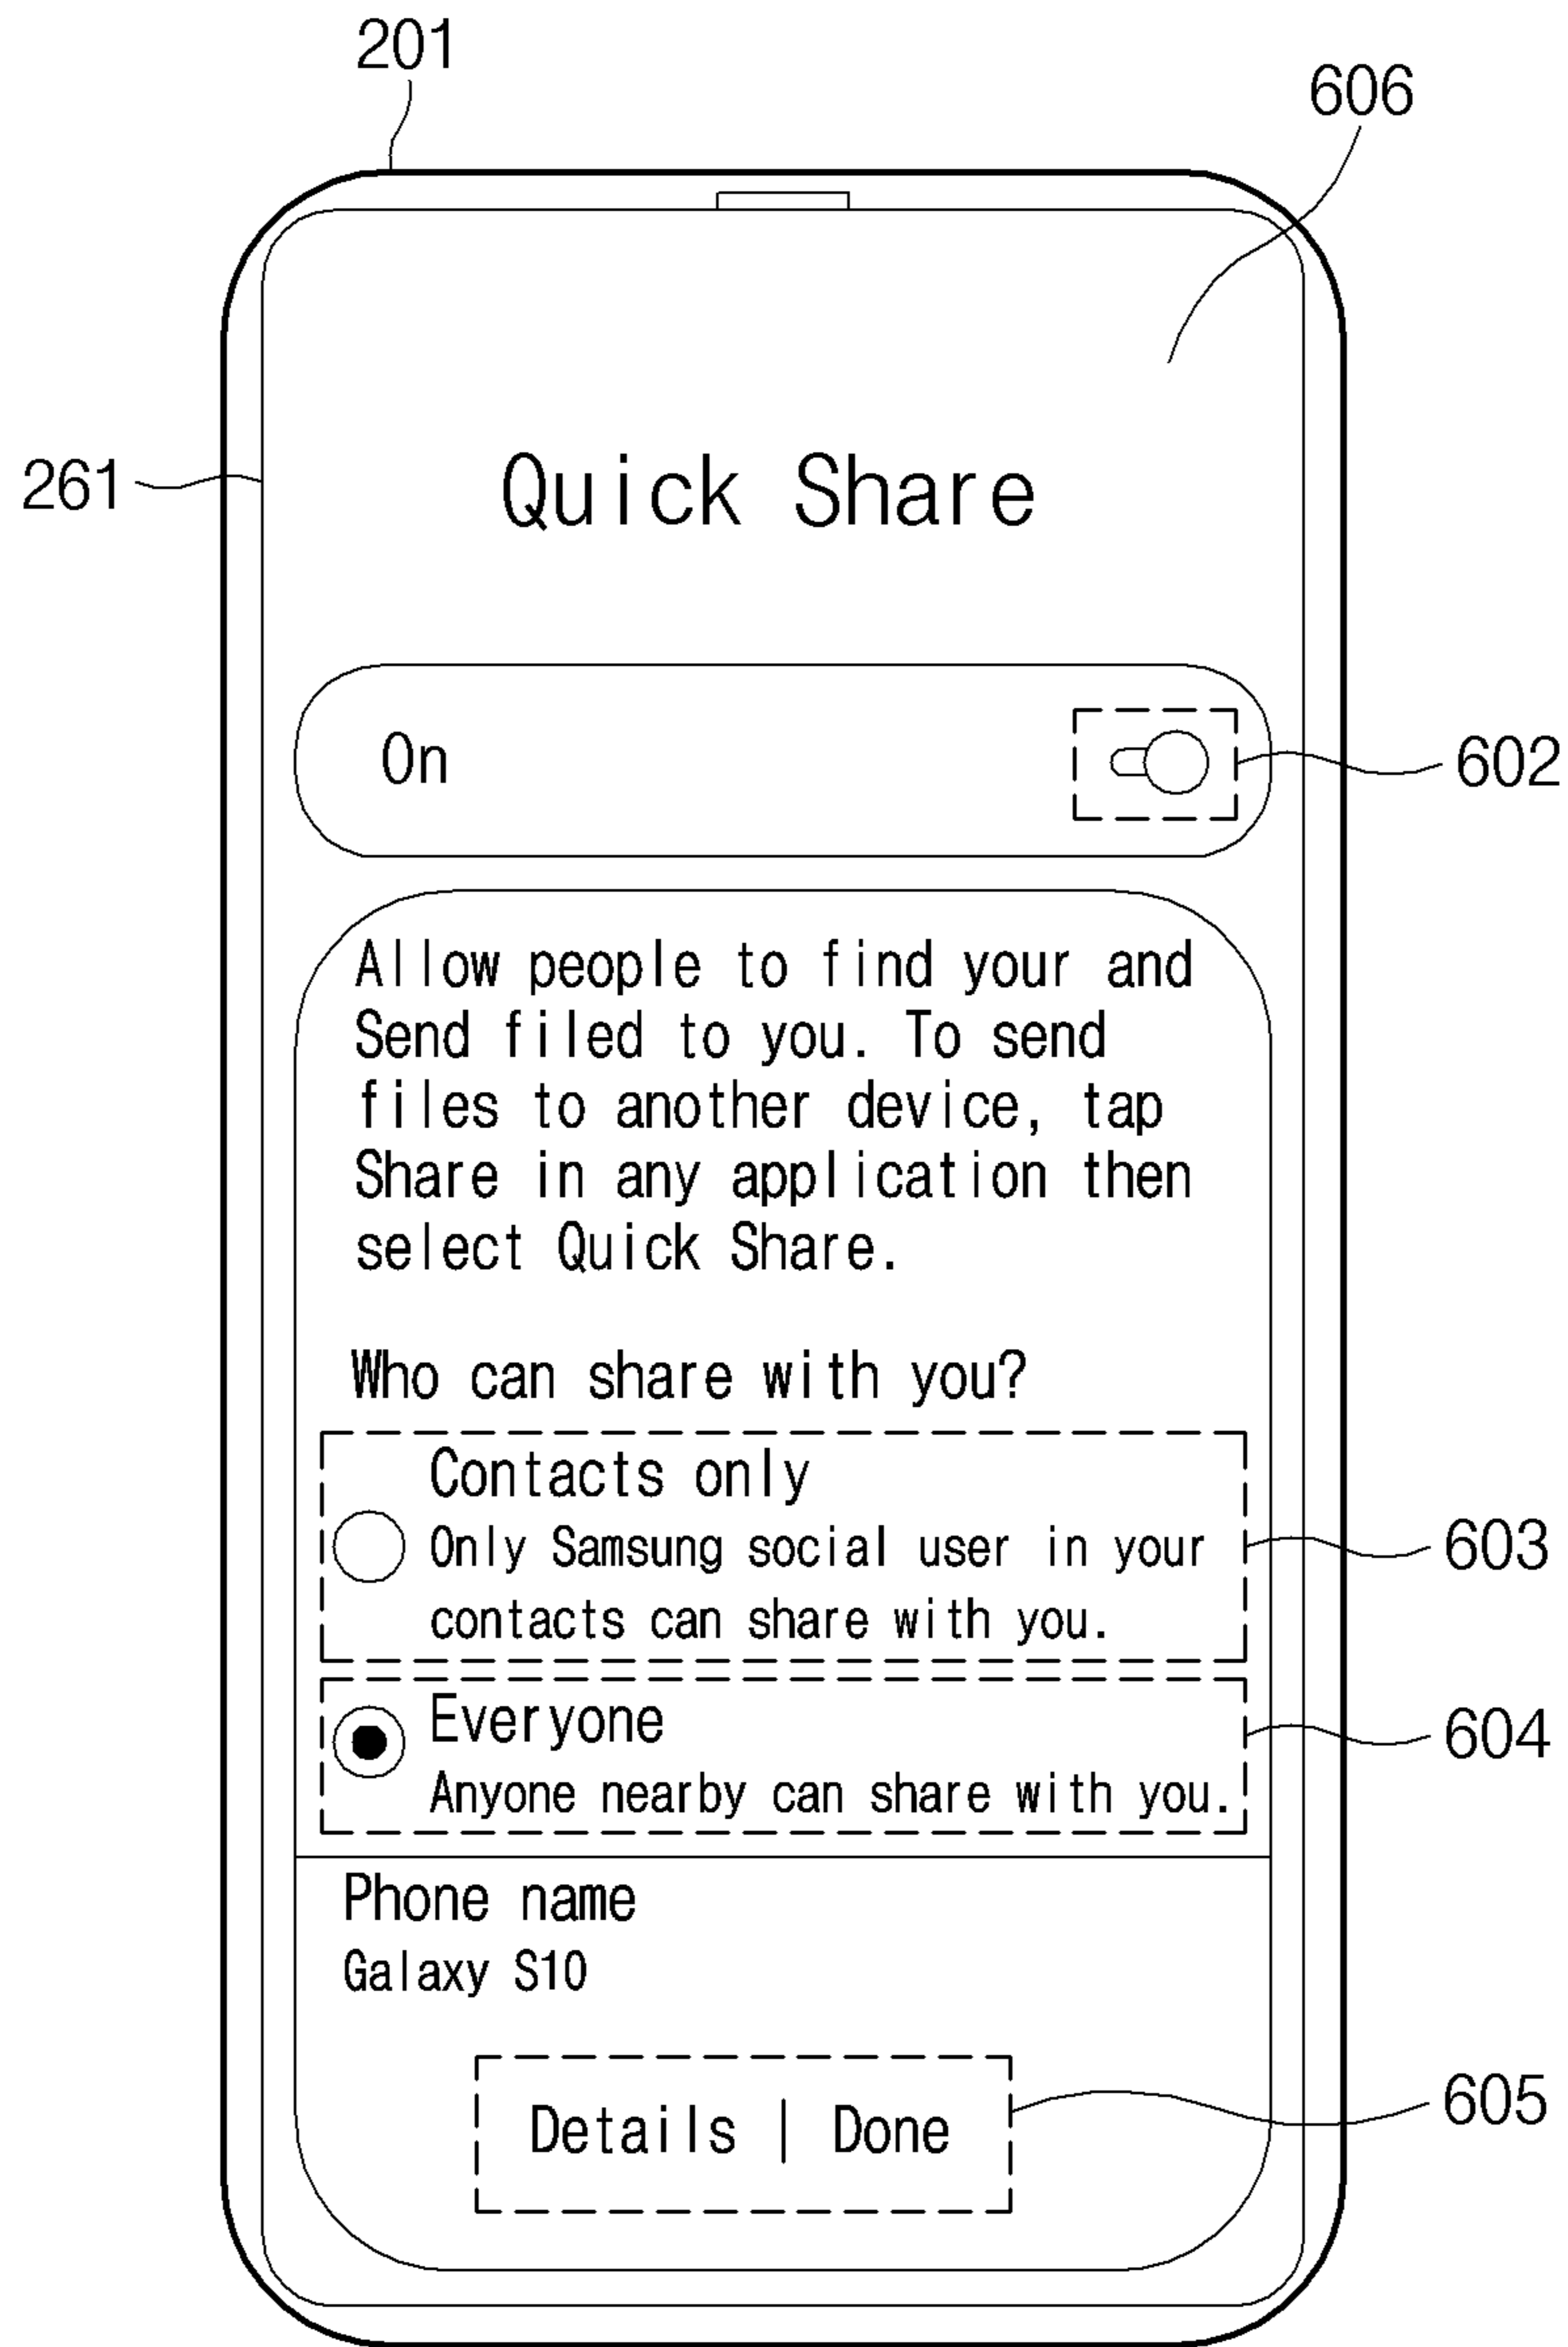 201
606
261
Quick Share
On
602
Allow people to find your and
Send filed to you. To send
files to another device, tap
Share in any application then
select Quick Share.
Who can share with you?
Contacts only
Only Samsung social user in your
contacts can share with you.
603
Everyone
Anyone nearby can share with you.
604
Phone name
Galaxy S10
Details | Done
605